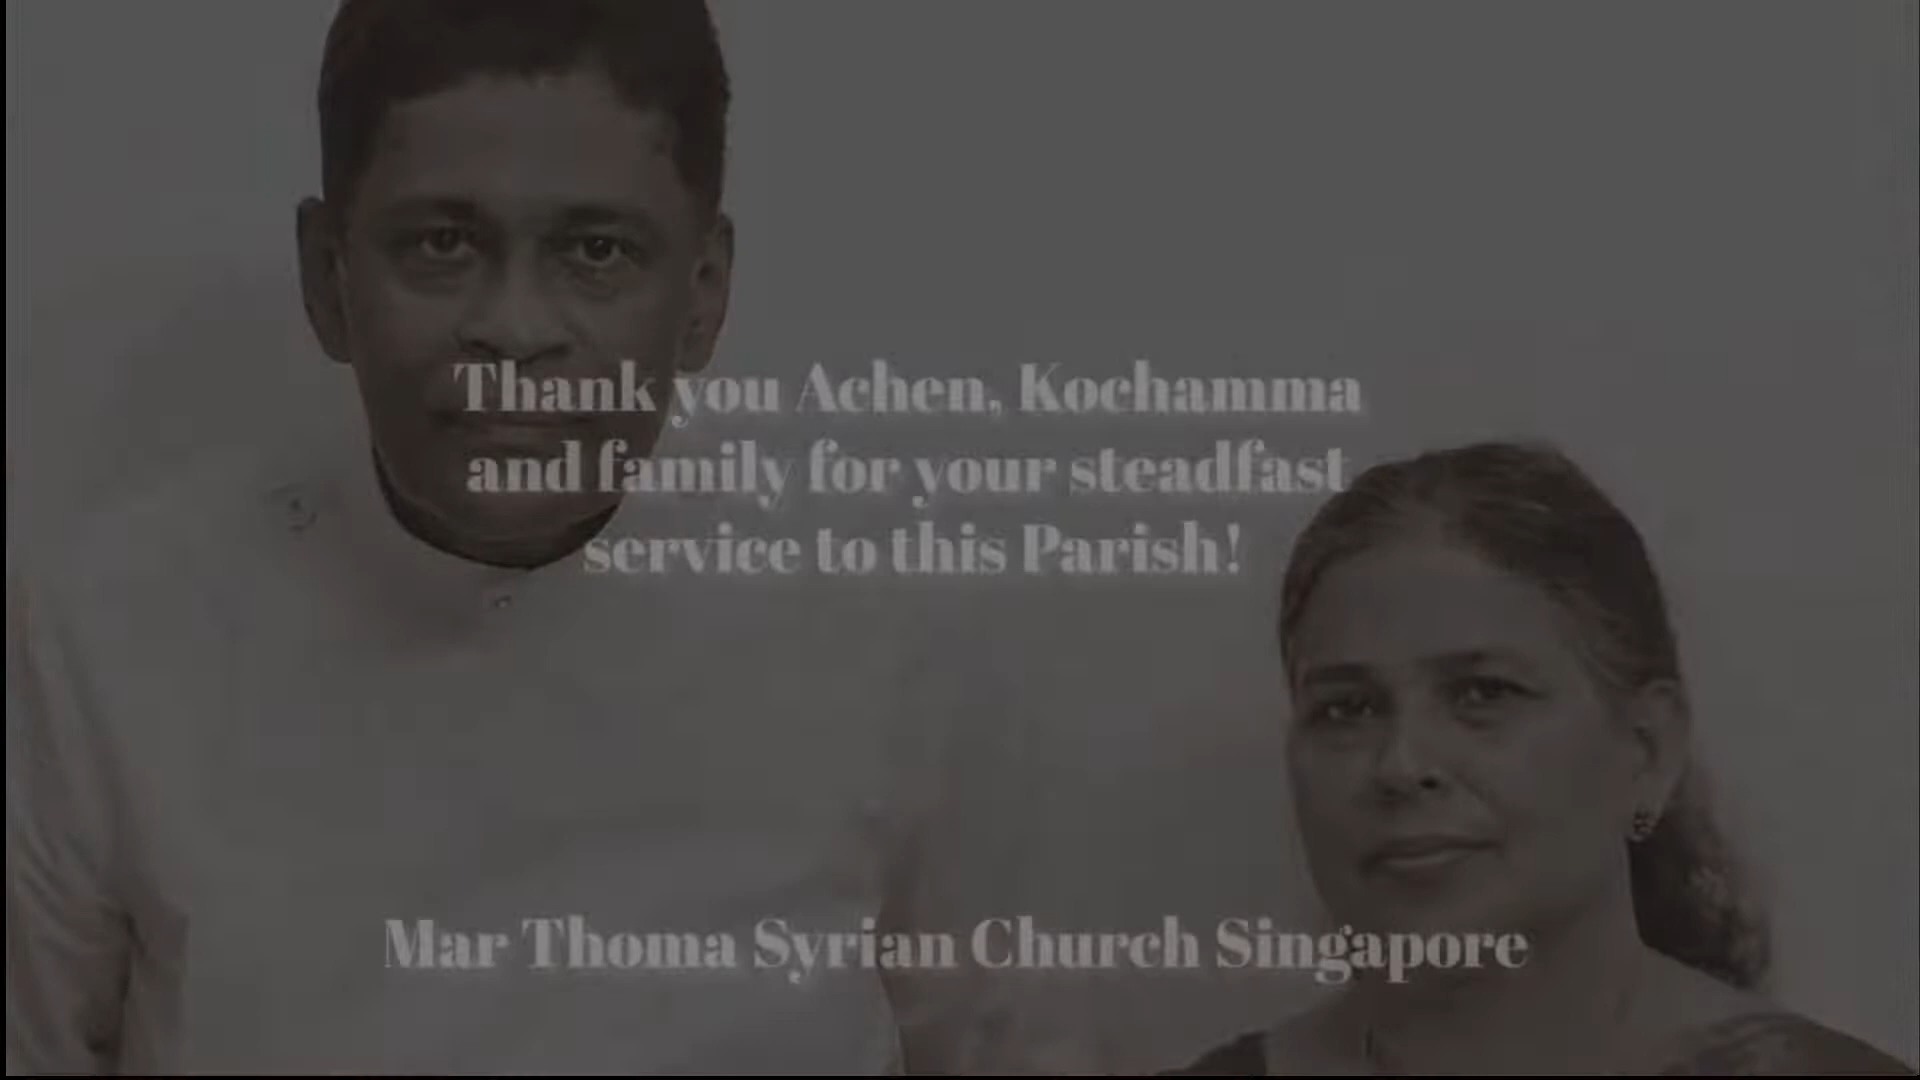 Thank you Achen, Kochamma
and family for your steadfast
service to this Parish!
Mar Thoma Syrian Church Singapore